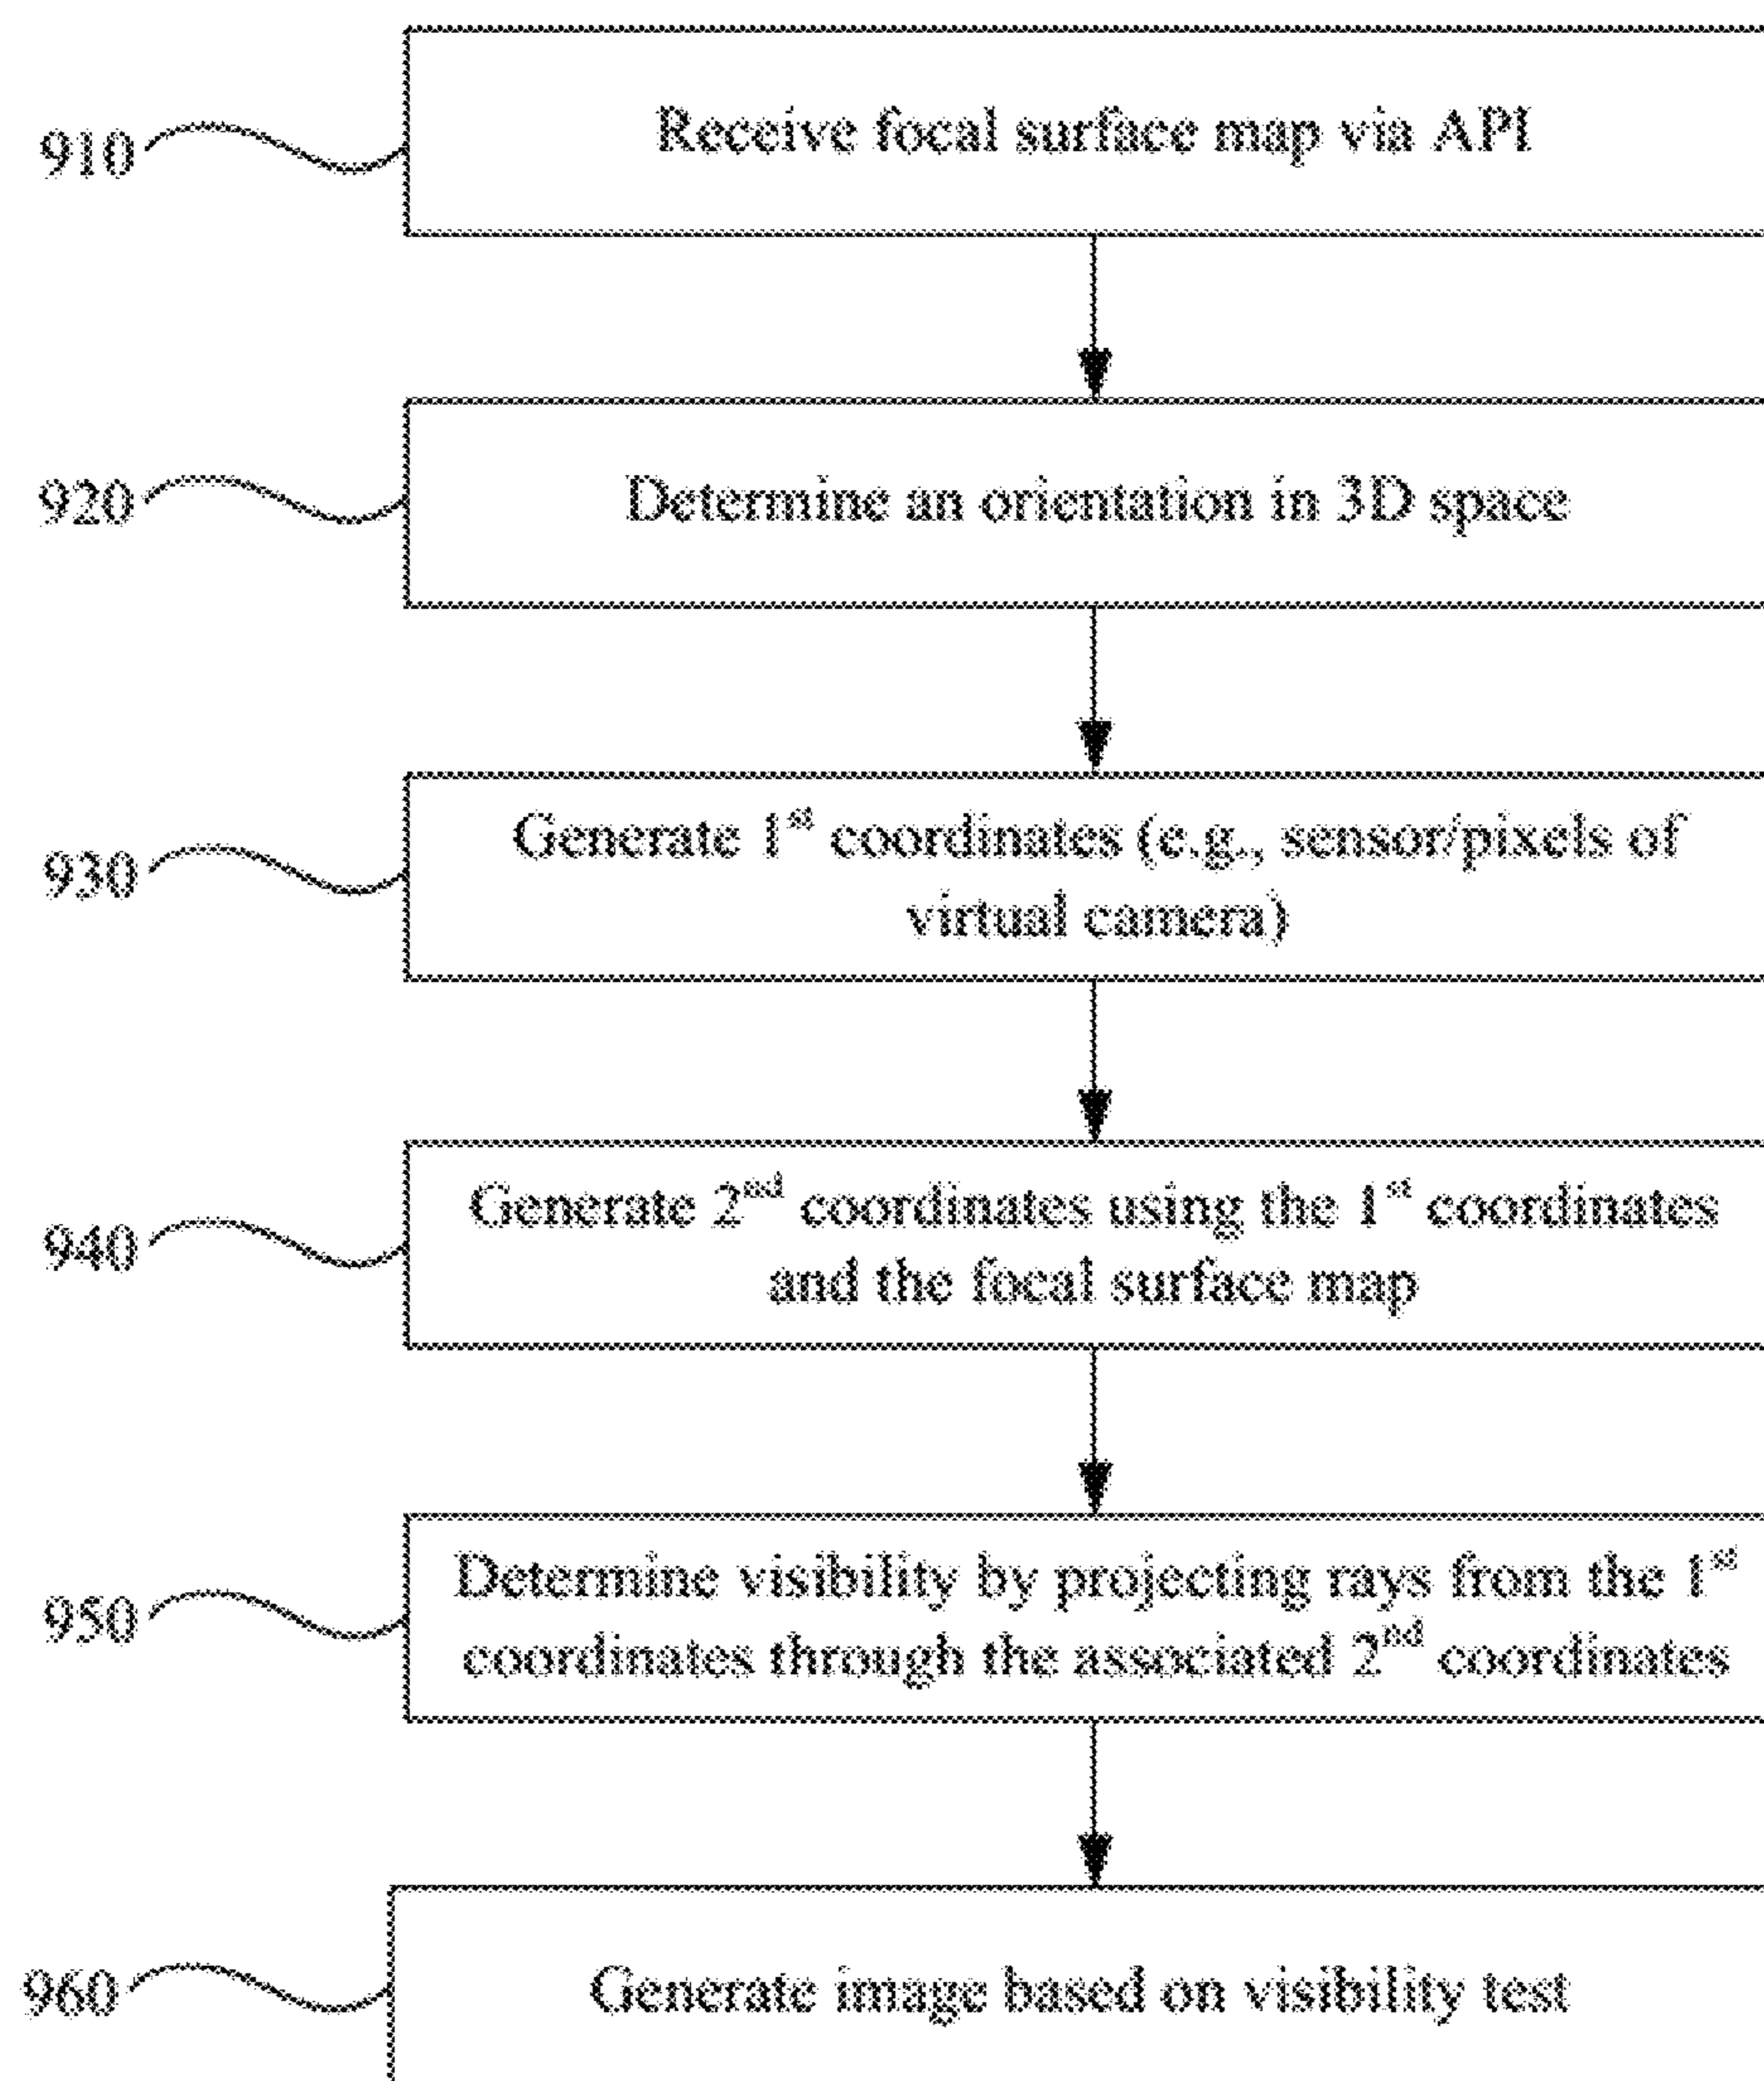 910
Receive focal surface map via API
920
Determine an orientation in 3D space
930
Generate 1st coordinates (e.g., sensor/pixels of
virtual camera)
940
Generate 2nd coordinates using the 1st coordinates
and the focal surface map
950
Determine visibility by projecting rays from the 1st
coordinates through the associated 2nd coordinates
960
Generate image based on visibility test